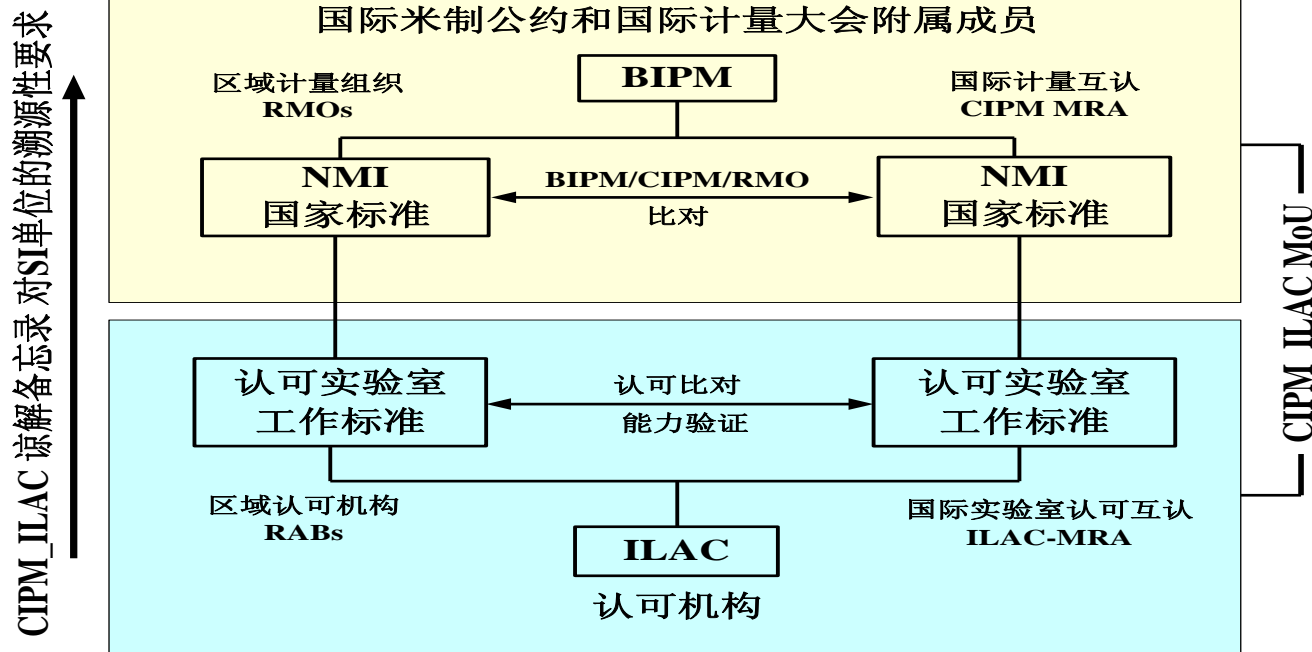 国际米制公约和国际计量大会附属成员
BIPM
区域计量组织
RMOs
国际计量互认
CIPM MRA
NMI
国家标准
BIPM/CIPM/RMO
比对
NMI
国家标准
认可实验室
工作标准
认可比对
能力验证
认可实验室
工作标准
区域认可机构
RABs
国际实验室认可互认
ILAC-MRA
ILAC
认可机构
CIPM_ILAC 谅解备忘录 对SI单位的溯源性要求
CIPM ILAC MoU